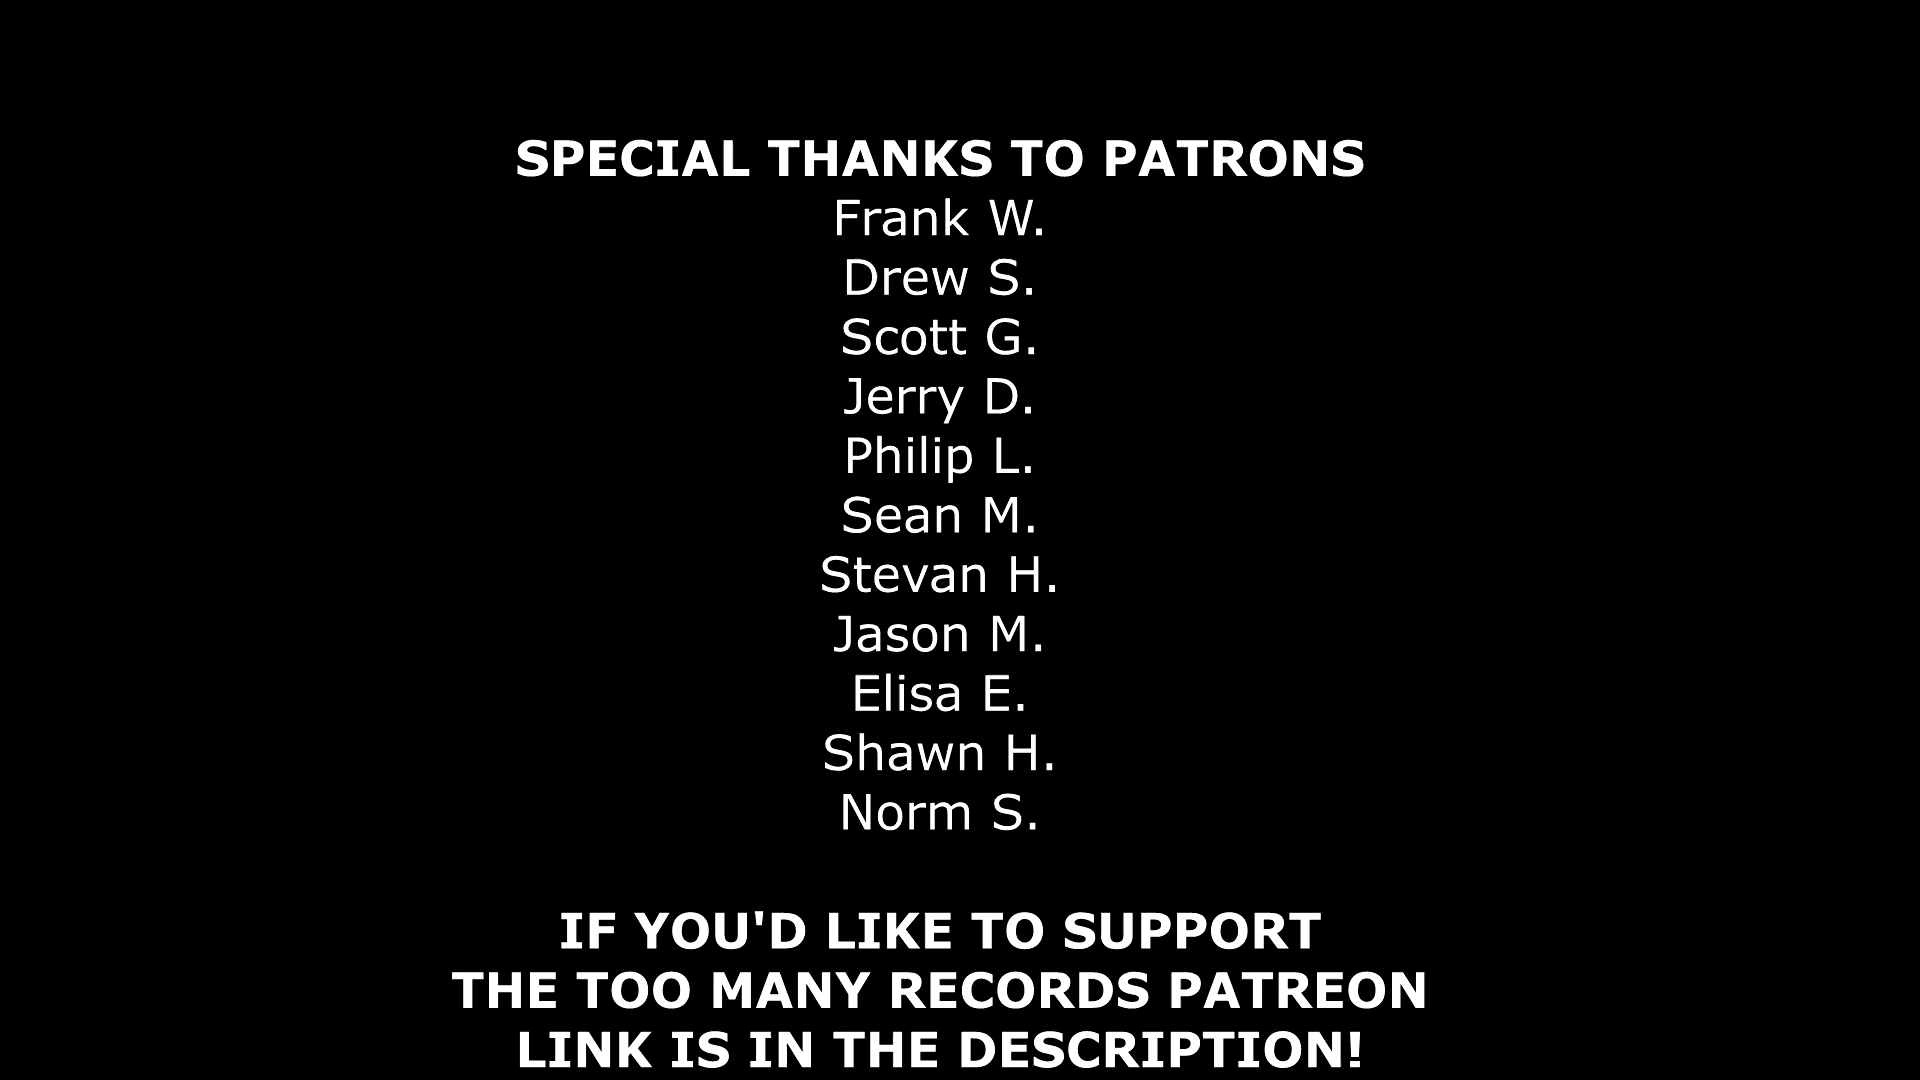 SPECIAL THANKS TO PATRONS
Frank W.
Drew S.
Scott G.
Jerry D.
Philip L.
Sean M.
Stevan H.
Jason M.
Elisa E.
Shawn H.
Norm S.
IF YOU'D LIKE TO SUPPORT
THE TOO MANY RECORDS PATREON
LINK IS IN THE DESCRIPTION!